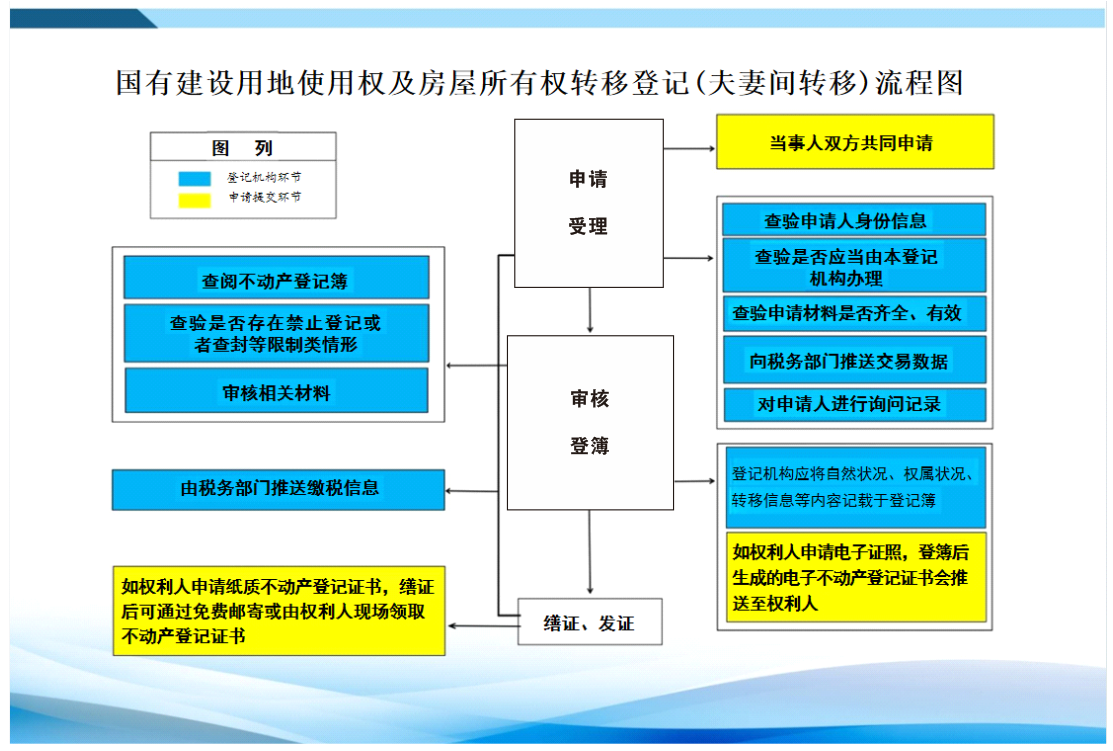 国有建设用地使用权及房屋所有权转移登记(夫妻间转移)流程图
图 列
登记机构环节
申请提交环节
申请
受理
当事人双方共同申请
查验申请人身份信息
查验是否应当由本登记
机构办理
查验申请材料是否齐全、有效
向税务部门推送交易数据
对申请人进行询问记录
查阅不动产登记簿
查验是否存在禁止登记或
者查封等限制类情形
审核相关材料
审核
登簿
由税务部门推送缴税信息
登记机构应将自然状况、权属状况、
转移信息等内容记载于登记簿
如权利人申请电子证照，登簿后
生成的电子不动产登记证书会推
送至权利人
如权利人申请纸质不动产登记证书，缮证
后可通过免费邮寄或由权利人现场领取
不动产登记证书
缮证、发证